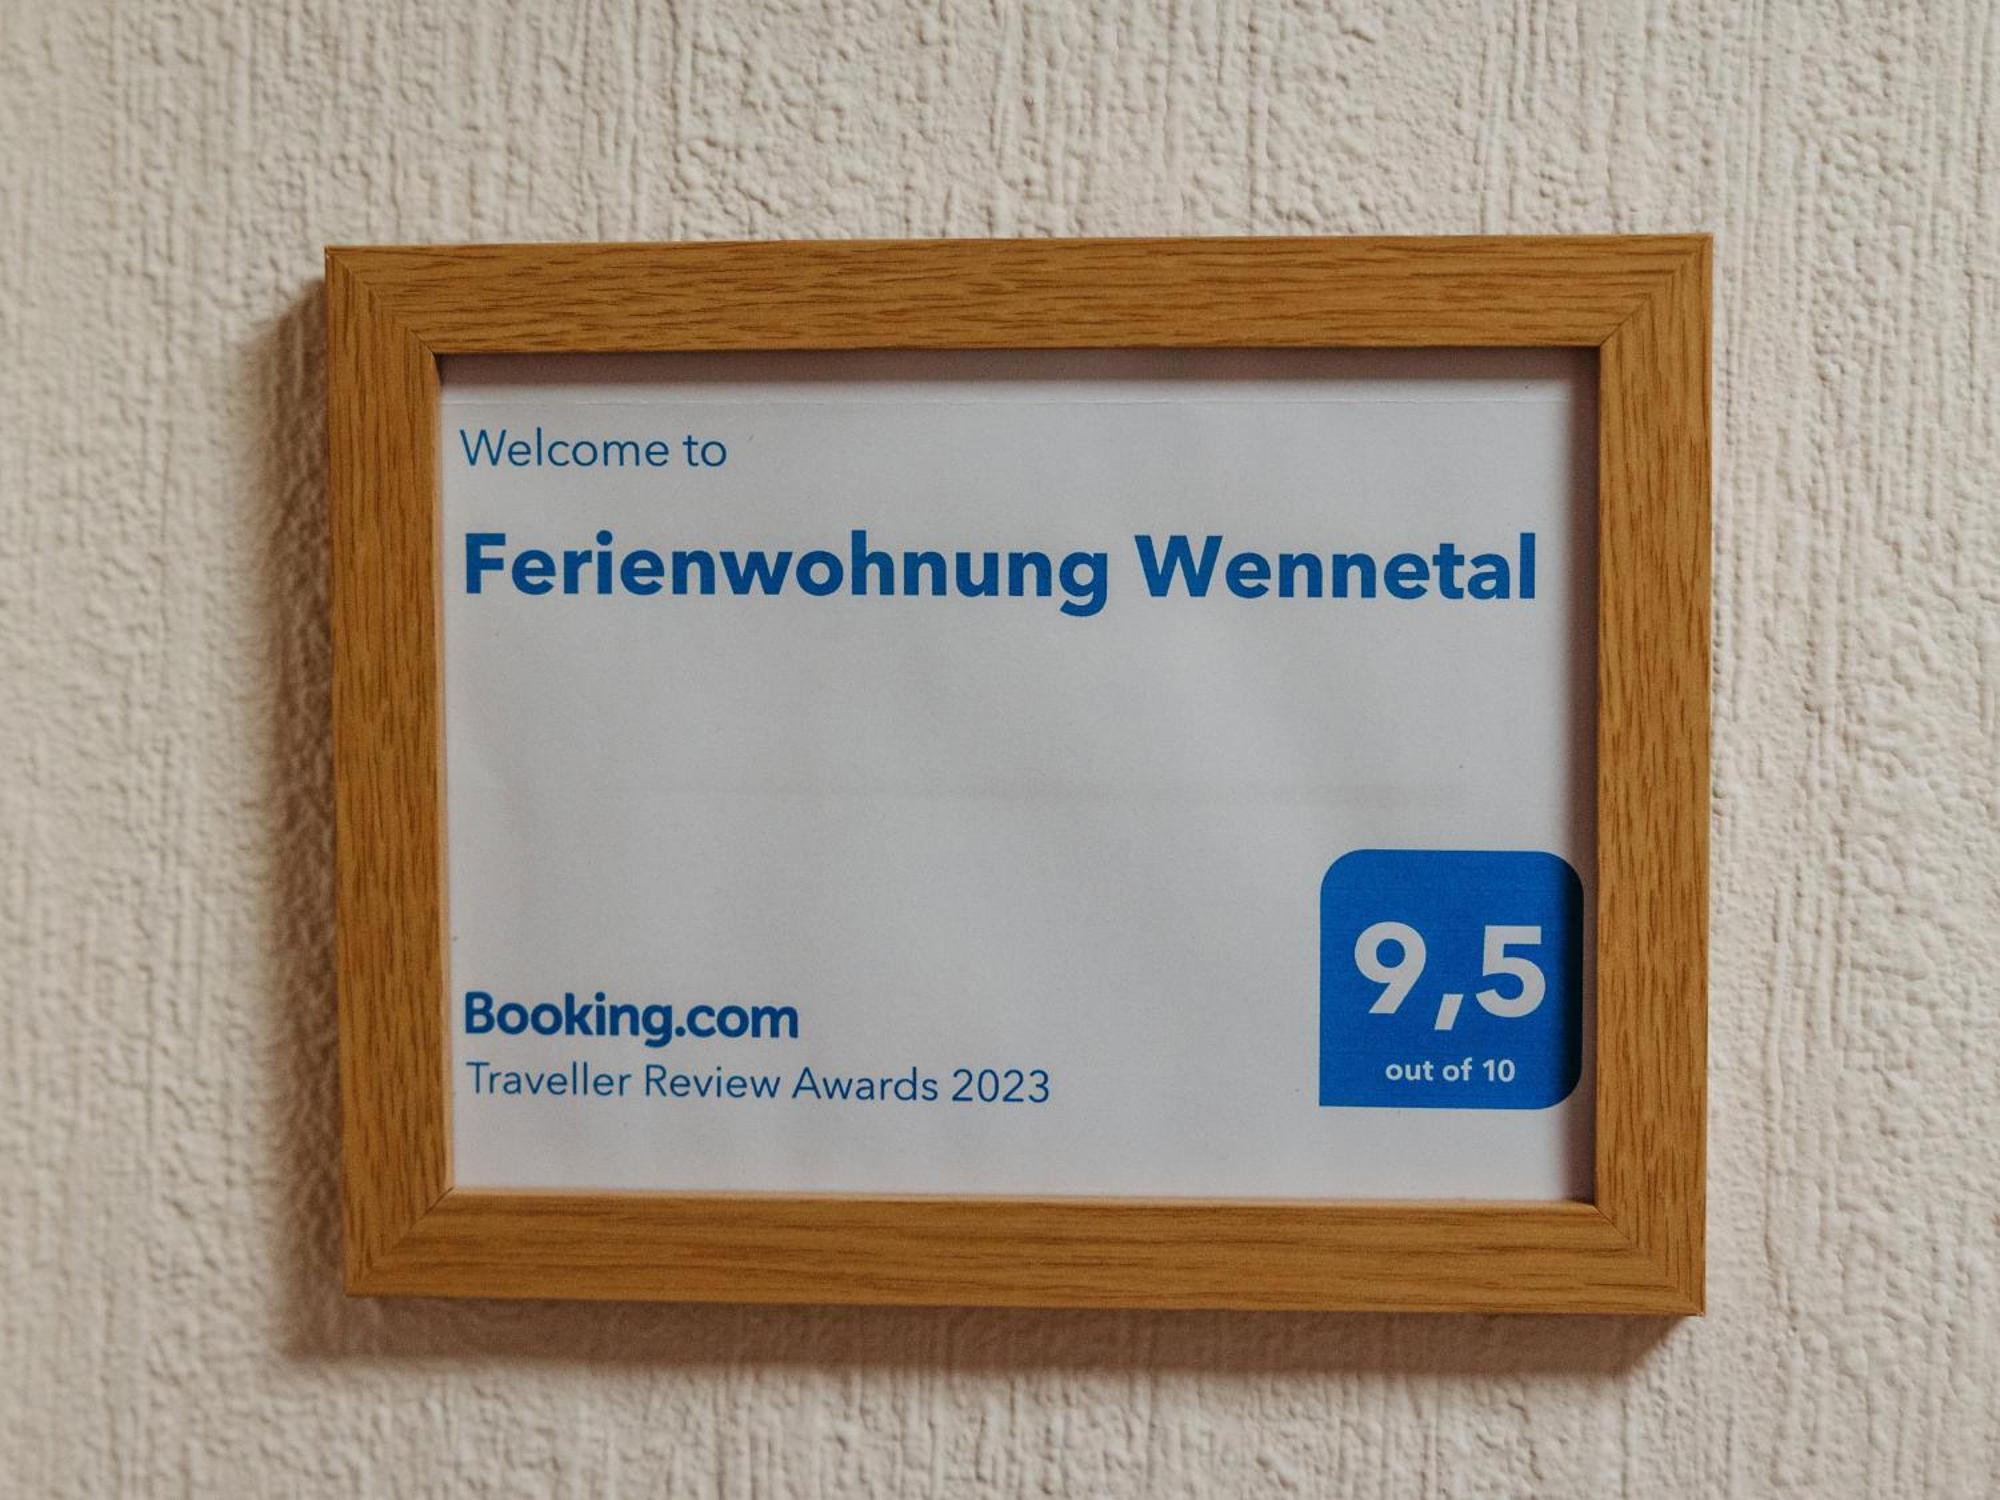 Welcome to
Ferienwohnung Wennetal
Booking.com
Traveller Review Awards 2023
9,5
out of 10